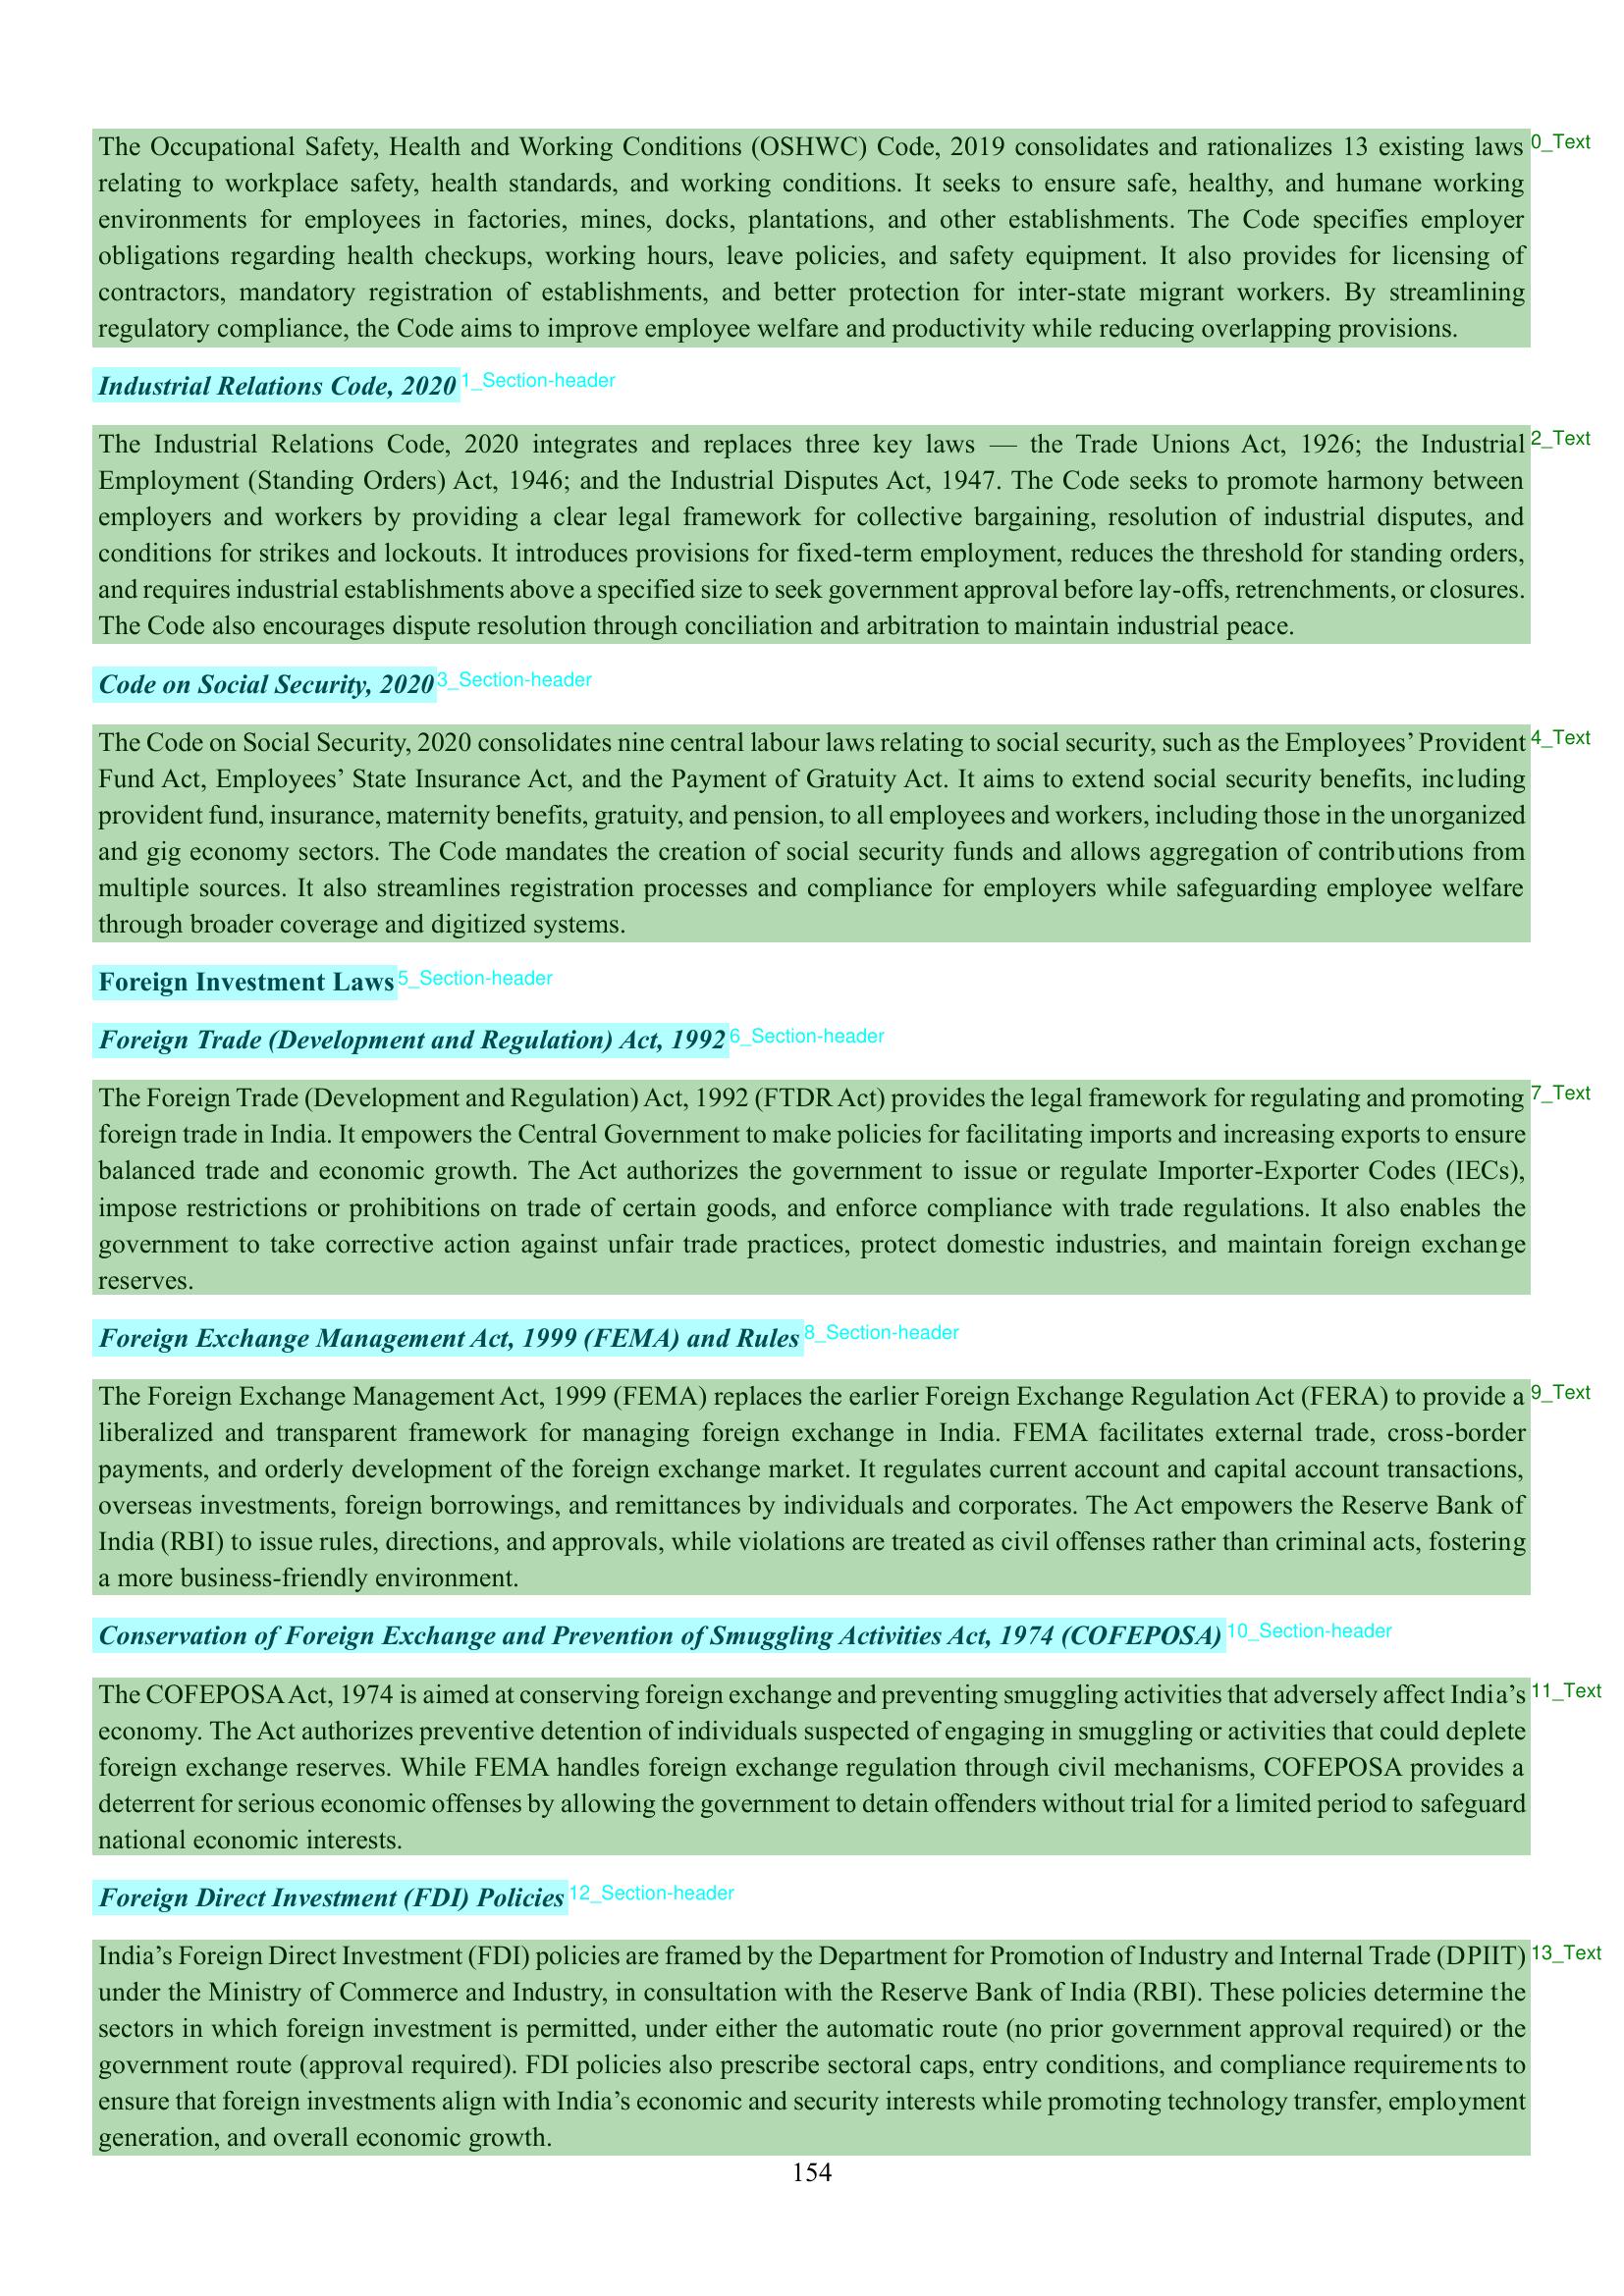 The Occupational Safety, Health and Working Conditions (OSHWC) Code, 2019 consolidates and rationalizes 13 existing laws 0_Text
relating to workplace safety, health standards, and working conditions. It seeks to ensure safe, healthy, and humane working
environments for employees in factories, mines, docks, plantations, and other establishments. The Code specifies employer
obligations regarding health checkups, working hours, leave policies, and safety equipment. It also provides for licensing of
contractors, mandatory registration of establishments, and better protection for inter-state migrant workers. By streamlining
regulatory compliance, the Code aims to improve employee welfare and productivity while reducing overlapping provisions.
Industrial Relations Code, 2020 1_Section-header
The Industrial Relations Code, 2020 integrates and replaces three key laws — the Trade Unions Act, 1926; the Industrial 2_Text
Employment (Standing Orders) Act, 1946; and the Industrial Disputes Act, 1947. The Code seeks to promote harmony between
employers and workers by providing a clear legal framework for collective bargaining, resolution of industrial disputes, and
conditions for strikes and lockouts. It introduces provisions for fixed-term employment, reduces the threshold for standing orders,
and requires industrial establishments above a specified size to seek government approval before lay-offs, retrenchments, or closures.
The Code also encourages dispute resolution through conciliation and arbitration to maintain industrial peace.
Code on Social Security, 2020 3_Section-header
The Code on Social Security, 2020 consolidates nine central labour laws relating to social security, such as the Employees’ Provident 4_Text
Fund Act, Employees’ State Insurance Act, and the Payment of Gratuity Act. It aims to extend social security benefits, including
provident fund, insurance, maternity benefits, gratuity, and pension, to all employees and workers, including those in the unorganized
and gig economy sectors. The Code mandates the creation of social security funds and allows aggregation of contributions from
multiple sources. It also streamlines registration processes and compliance for employers while safeguarding employee welfare
through broader coverage and digitized systems.
Foreign Investment Laws 5_Section-header
Foreign Trade (Development and Regulation) Act, 1992 6_Section-header
The Foreign Trade (Development and Regulation) Act, 1992 (FTDR Act) provides the legal framework for regulating and promoting 7_Text
foreign trade in India. It empowers the Central Government to make policies for facilitating imports and increasing exports to ensure
balanced trade and economic growth. The Act authorizes the government to issue or regulate Importer-Exporter Codes (IECs),
impose restrictions or prohibitions on trade of certain goods, and enforce compliance with trade regulations. It also enables the
government to take corrective action against unfair trade practices, protect domestic industries, and maintain foreign exchange
reserves.
Foreign Exchange Management Act, 1999 (FEMA) and Rules 8_Section-header
The Foreign Exchange Management Act, 1999 (FEMA) replaces the earlier Foreign Exchange Regulation Act (FERA) to provide a 9_Text
liberalized and transparent framework for managing foreign exchange in India. FEMA facilitates external trade, cross-border
payments, and orderly development of the foreign exchange market. It regulates current account and capital account transactions,
overseas investments, foreign borrowings, and remittances by individuals and corporates. The Act empowers the Reserve Bank of
India (RBI) to issue rules, directions, and approvals, while violations are treated as civil offenses rather than criminal acts, fostering
a more business-friendly environment.
Conservation of Foreign Exchange and Prevention of Smuggling Activities Act, 1974 (COFEPOSA) 10_Section-header
The COFEPOSA Act, 1974 is aimed at conserving foreign exchange and preventing smuggling activities that adversely affect India’s 11_Text
economy. The Act authorizes preventive detention of individuals suspected of engaging in smuggling or activities that could deplete
foreign exchange reserves. While FEMA handles foreign exchange regulation through civil mechanisms, COFEPOSA provides a
deterrent for serious economic offenses by allowing the government to detain offenders without trial for a limited period to safeguard
national economic interests.
Foreign Direct Investment (FDI) Policies 12_Section-header
India’s Foreign Direct Investment (FDI) policies are framed by the Department for Promotion of Industry and Internal Trade (DPIIT) 13_Text
under the Ministry of Commerce and Industry, in consultation with the Reserve Bank of India (RBI). These policies determine the
sectors in which foreign investment is permitted, under either the automatic route (no prior government approval required) or the
government route (approval required). FDI policies also prescribe sectoral caps, entry conditions, and compliance requirements to
ensure that foreign investments align with India’s economic and security interests while promoting technology transfer, employment
generation, and overall economic growth.
154